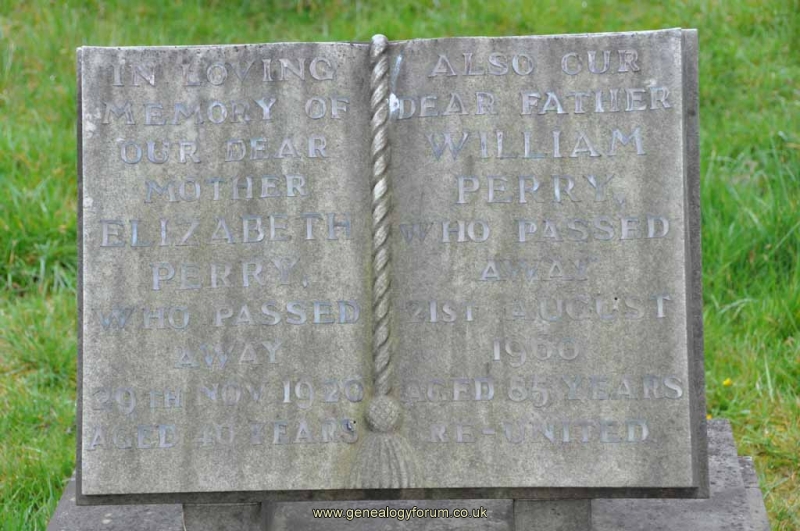 IN LOVING
MEMORY OF
OUR DEAR
MOTHER
ELIZABETH
PERRY,
WHO PASSED
AWAY
29TH NOV. 1920
AGED 40 YEARS
ALSO OUR
DEAR FATHER
WILLIAM
PERRY,
WHO PASSED
AWAY
21ST AUGUST
AGED 85 YEARS
RE-UNITED
www.genealogyforum.co.uk